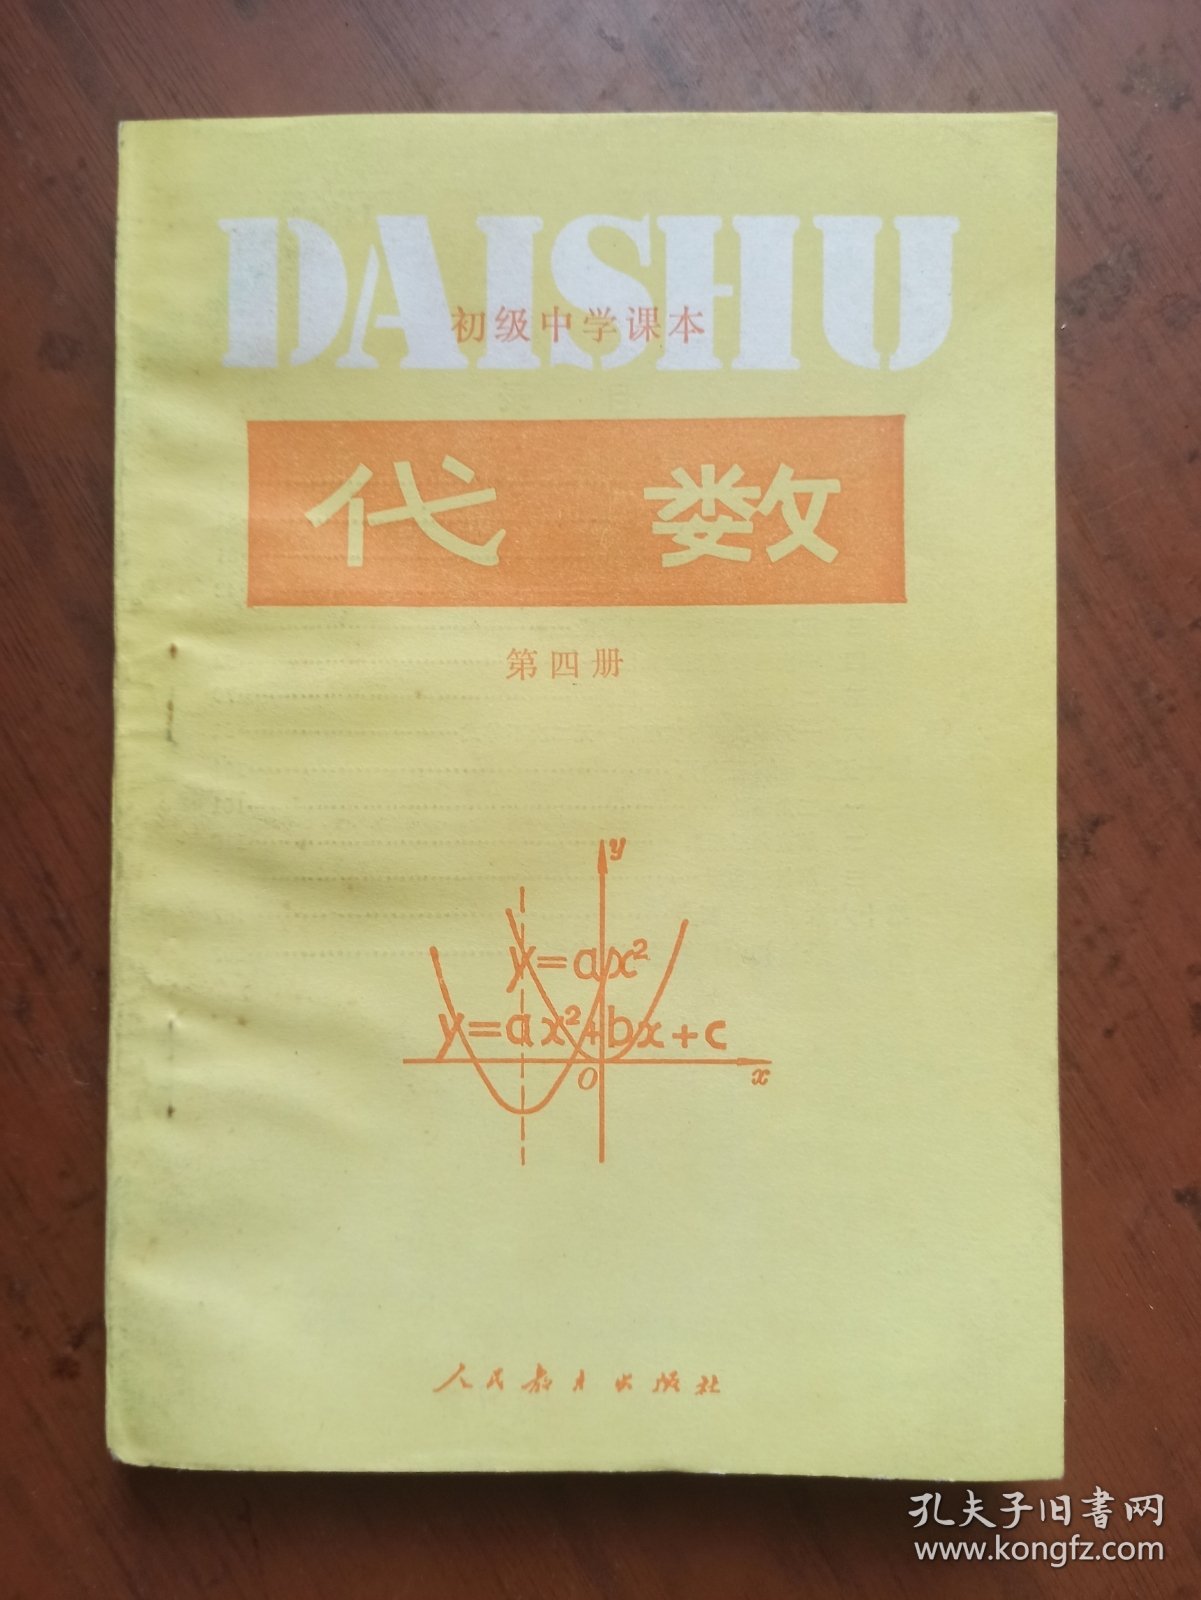 DAISHU
初级中学课本
代数
第四册
y
y=ax²
y=ax²+bx+c
O
x
人民教育出版社
孔夫子旧书网
www.kongfz.com